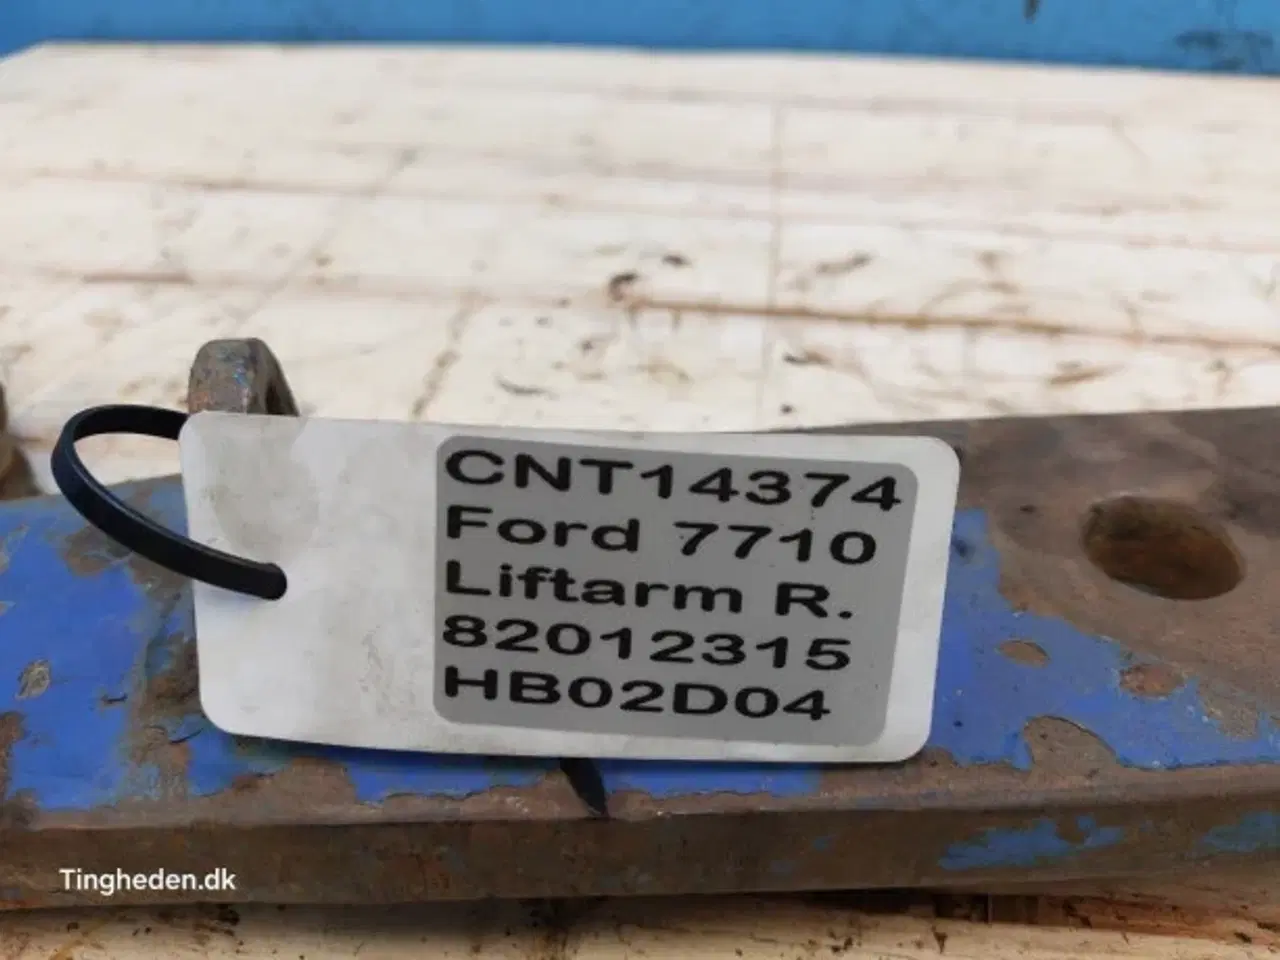 CNT14374
Ford 7710
Liftarm R.
82012315
HB02D04
Tingheden.dk